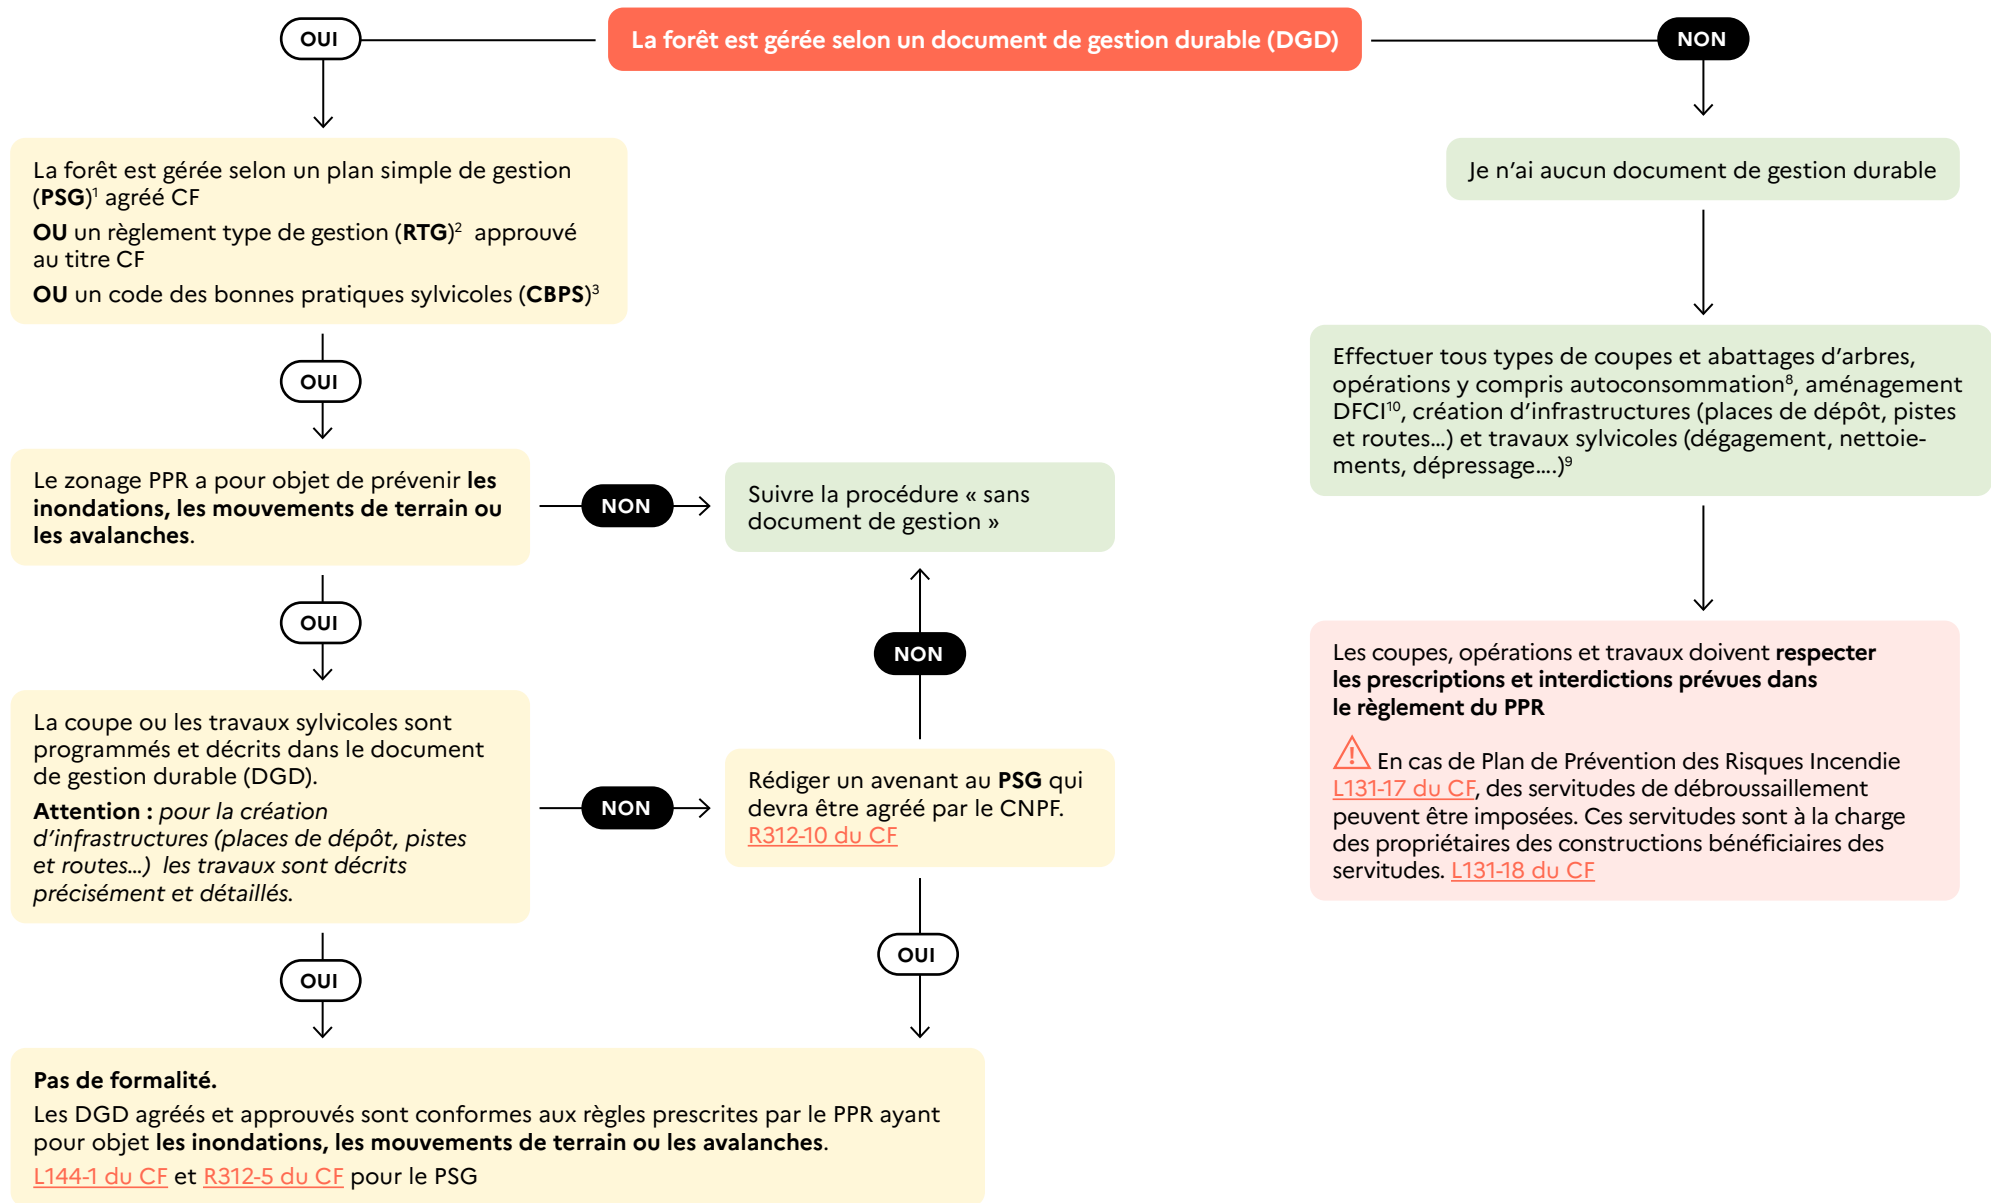 OUI
La forêt est gérée selon un document de gestion durable (DGD)
NON
La forêt est gérée selon un plan simple de gestion
(PSG)¹ agréé CF
OU un règlement type de gestion (RTG)² approuvé
au titre CF
OU un code des bonnes pratiques sylvicoles (CBPS)³
OUI
Le zonage PPR a pour objet de prévenir les
inondations, les mouvements de terrain ou
les avalanches.
NON
Suivre la procédure « sans
document de gestion »
OUI
NON
La coupe ou les travaux sylvicoles sont
programmés et décrits dans le document
de gestion durable (DGD).
Attention : pour la création
d’infrastructures (places de dépôt, pistes
et routes…) les travaux sont décrits
précisément et détaillés.
NON
Rédiger un avenant au PSG qui
devra être agréé par le CNPF.
R312-10 du CF
OUI
OUI
Pas de formalité.
Les DGD agréés et approuvés sont conformes aux règles prescrites par le PPR ayant
pour objet les inondations, les mouvements de terrain ou les avalanches.
L144-1 du CF et R312-5 du CF pour le PSG
Je n’ai aucun document de gestion durable
Effectuer tous types de coupes et abattages d’arbres,
opérations y compris autoconsommation⁸, aménagement
DFCI¹⁰, création d’infrastructures (places de dépôt, pistes
et routes…) et travaux sylvicoles (dégagement, nettoie-
ments, dépressage….)⁹
Les coupes, opérations et travaux doivent respecter
les prescriptions et interdictions prévues dans
le règlement du PPR
En cas de Plan de Prévention des Risques Incendie
L131-17 du CF, des servitudes de débroussaillement
peuvent être imposées. Ces servitudes sont à la charge
des propriétaires des constructions bénéficiaires des
servitudes. L131-18 du CF